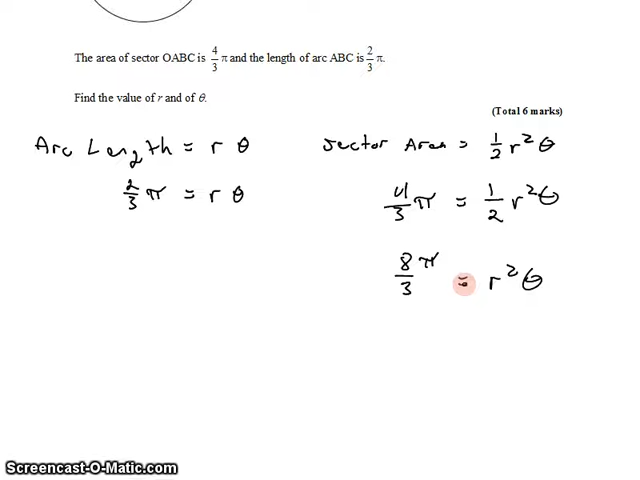 The area of sector OABC is 4/3 π and the length of arc ABC is 2/3 π.
Find the value of r and of θ.
(Total 6 marks)
Arc Length = r θ
2/3 π = r θ
Sector Area = 1/2 r² θ
4/3 π = 1/2 r² θ
8/3 π = r² θ
Screencast-O-Matic.com